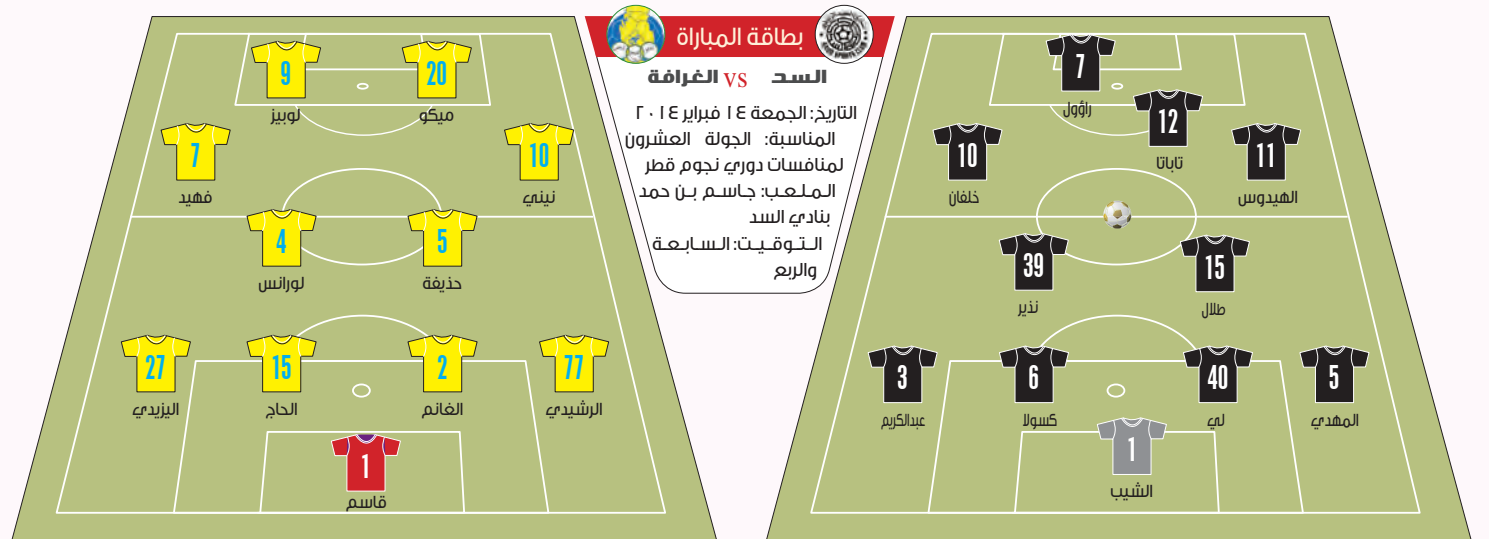 بطاقة المباراة
السد vs الغرافة
التاريخ: الجمعة ١٤ فبراير ٢٠١٤
المناسبة: الجولة العشرون
لمنافسات دوري نجوم قطر
الملعب: جاسم بن حمد
بنادي السد
التوقيت: السابعة
والربع
7
راؤول
12
تاباتا
11
10
الهيدوس
خلفان
15
39
طلال
نذير
5
40
6
3
المهدي
لي
كسولا
عبدالكريم
1
الشيب
20
9
ميكو
لوبيز
10
7
نيني
فهيد
5
4
حذيفة
لورانس
77
2
15
27
الرشيدي
الغانم
الحاج
اليزيدي
1
قاسم